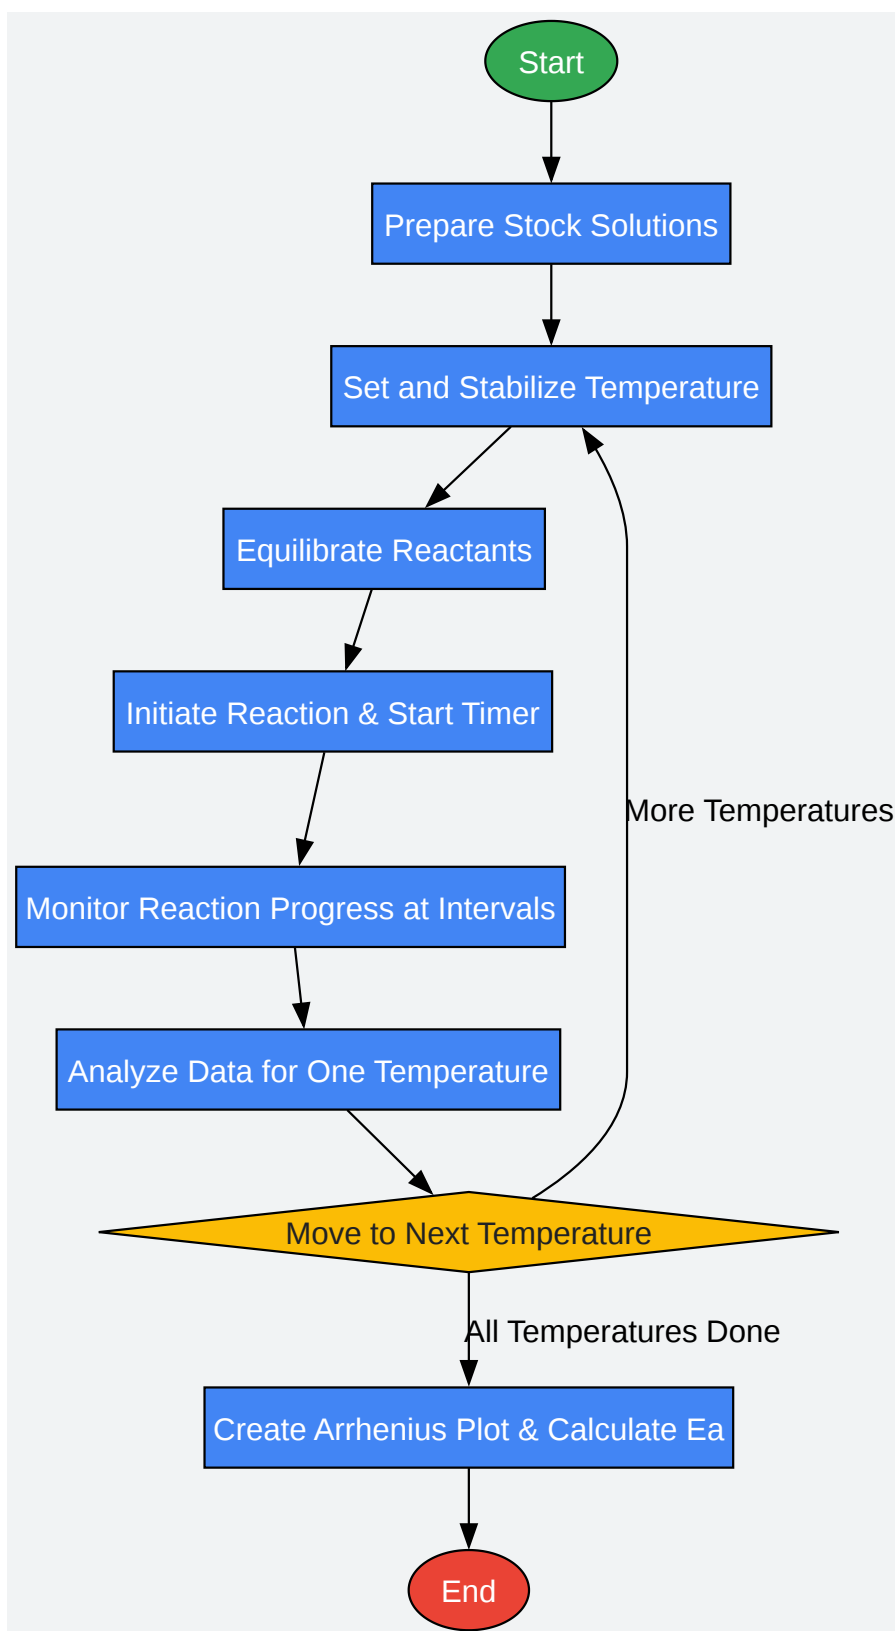 Start
Prepare Stock Solutions
Set and Stabilize Temperature
Equilibrate Reactants
Initiate Reaction & Start Timer
More Temperatures
Monitor Reaction Progress at Intervals
Analyze Data for One Temperature
Move to Next Temperature
All Temperatures Done
Create Arrhenius Plot & Calculate Ea
End